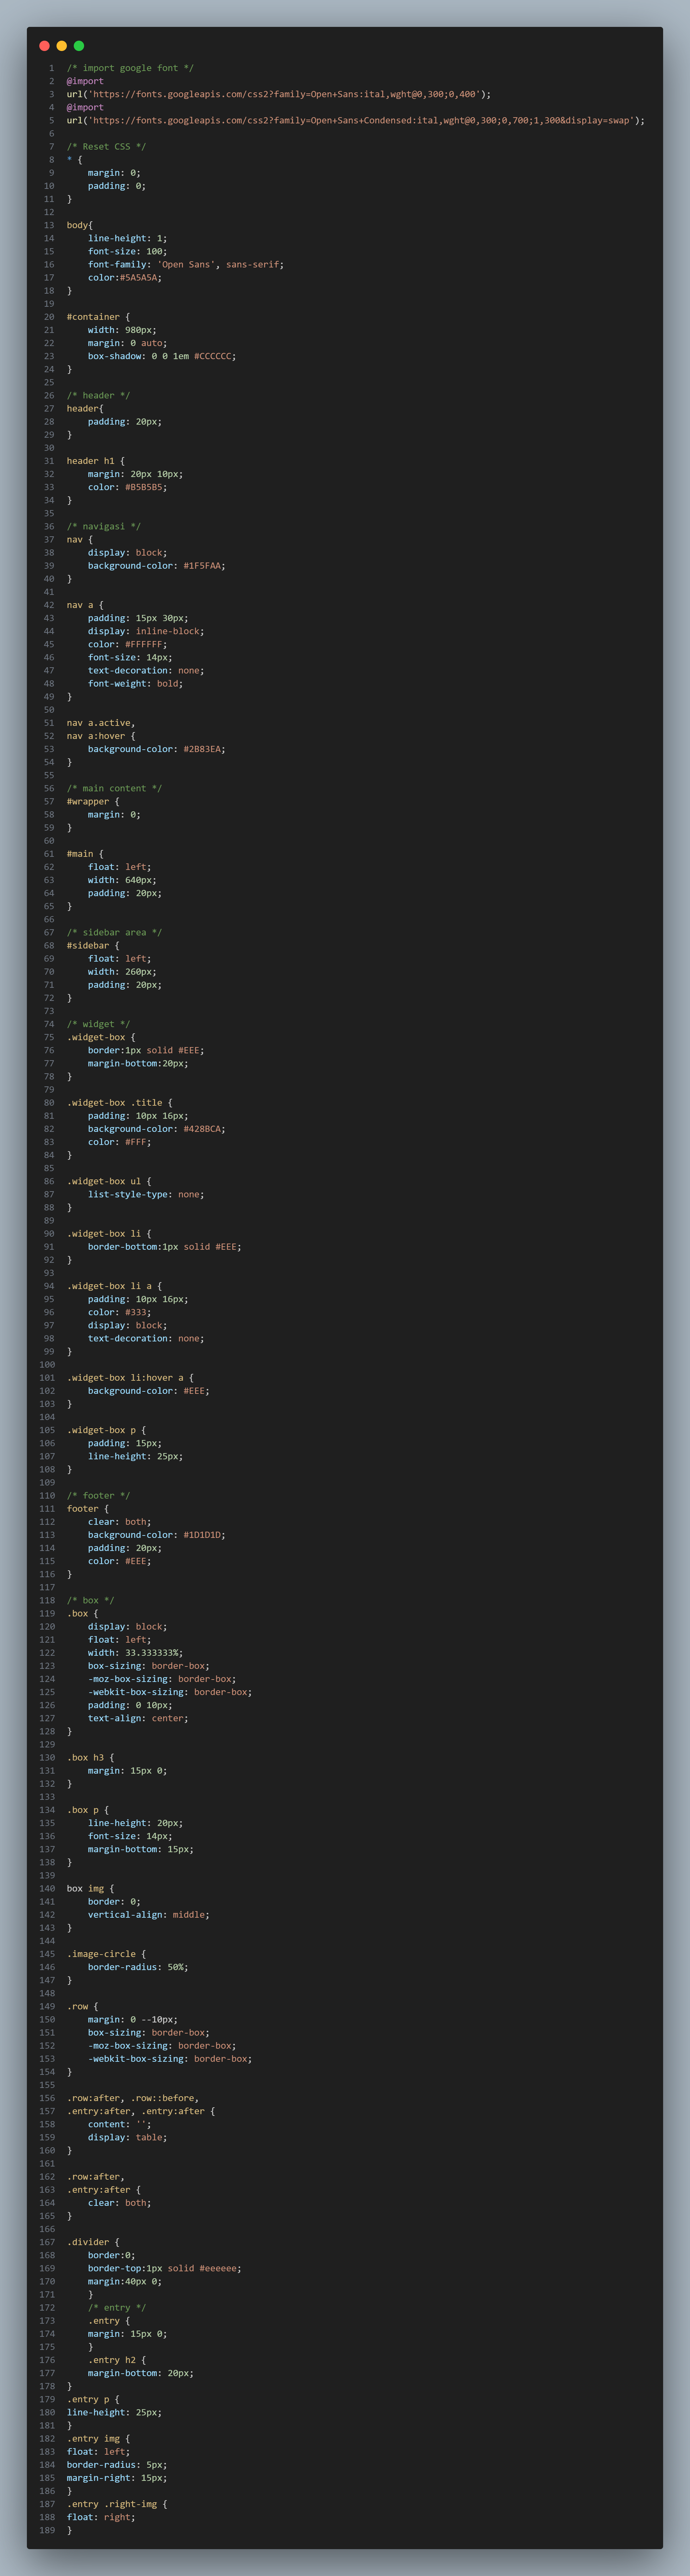 1 /* import google font */
2 @import
3 url('https://fonts.googleapis.com/css2?family=Open+Sans:ital,wght@0,300;0,400');
4 @import
5 url('https://fonts.googleapis.com/css2?family=Open+Sans+Condensed:ital,wght@0,300;0,700;1,300&display=swap');
6
7 /* Reset CSS */
8 * {
9     margin: 0;
10     padding: 0;
11 }
12
13 body{
14     line-height: 1;
15     font-size: 100;
16     font-family: 'Open Sans', sans-serif;
17     color:#5A5A5A;
18 }
19
20 #container {
21     width: 980px;
22     margin: 0 auto;
23     box-shadow: 0 0 1em #CCCCCC;
24 }
25
26 /* header */
27 header{
28     padding: 20px;
29 }
30
31 header h1 {
32     margin: 20px 10px;
33     color: #B5B5B5;
34 }
35
36 /* navigasi */
37 nav {
38     display: block;
39     background-color: #1F5FAA;
40 }
41
42 nav a {
43     padding: 15px 30px;
44     display: inline-block;
45     color: #FFFFFF;
46     font-size: 14px;
47     text-decoration: none;
48     font-weight: bold;
49 }
50
51 nav a.active,
52 nav a:hover {
53     background-color: #2B83EA;
54 }
55
56 /* main content */
57 #wrapper {
58     margin: 0;
59 }
60
61 #main {
62     float: left;
63     width: 640px;
64     padding: 20px;
65 }
66
67 /* sidebar area */
68 #sidebar {
69     float: left;
70     width: 260px;
71     padding: 20px;
72 }
73
74 /* widget */
75 .widget-box {
76     border:1px solid #EEE;
77     margin-bottom:20px;
78 }
79
80 .widget-box .title {
81     padding: 10px 16px;
82     background-color: #428BCA;
83     color: #FFF;
84 }
85
86 .widget-box ul {
87     list-style-type: none;
88 }
89
90 .widget-box li {
91     border-bottom:1px solid #EEE;
92 }
93
94 .widget-box li a {
95     padding: 10px 16px;
96     color: #333;
97     display: block;
98     text-decoration: none;
99 }
100
101 .widget-box li:hover a {
102     background-color: #EEE;
103 }
104
105 .widget-box p {
106     padding: 15px;
107     line-height: 25px;
108 }
109
110 /* footer */
111 footer {
112     clear: both;
113     background-color: #1D1D1D;
114     padding: 20px;
115     color: #EEE;
116 }
117
118 /* box */
119 .box {
120     display: block;
121     float: left;
122     width: 33.333333%;
123     box-sizing: border-box;
124     -moz-box-sizing: border-box;
125     -webkit-box-sizing: border-box;
126     padding: 0 10px;
127     text-align: center;
128 }
129
130 .box h3 {
131     margin: 15px 0;
132 }
133
134 .box p {
135     line-height: 20px;
136     font-size: 14px;
137     margin-bottom: 15px;
138 }
139
140 box img {
141     border: 0;
142     vertical-align: middle;
143 }
144
145 .image-circle {
146     border-radius: 50%;
147 }
148
149 .row {
150     margin: 0 --10px;
151     box-sizing: border-box;
152     -moz-box-sizing: border-box;
153     -webkit-box-sizing: border-box;
154 }
155
156 .row:after, .row::before,
157 .entry:after, .entry:after {
158     content: '';
159     display: table;
160 }
161
162 .row:after,
163 .entry:after {
164     clear: both;
165 }
166
167 .divider {
168     border:0;
169     border-top:1px solid #eeeeee;
170     margin:40px 0;
171     }
172     /* entry */
173     .entry {
174     margin: 15px 0;
175     }
176     .entry h2 {
177     margin-bottom: 20px;
178 }
179 .entry p {
180 line-height: 25px;
181 }
182 .entry img {
183 float: left;
184 border-radius: 5px;
185 margin-right: 15px;
186 }
187 .entry .right-img {
188 float: right;
189 }